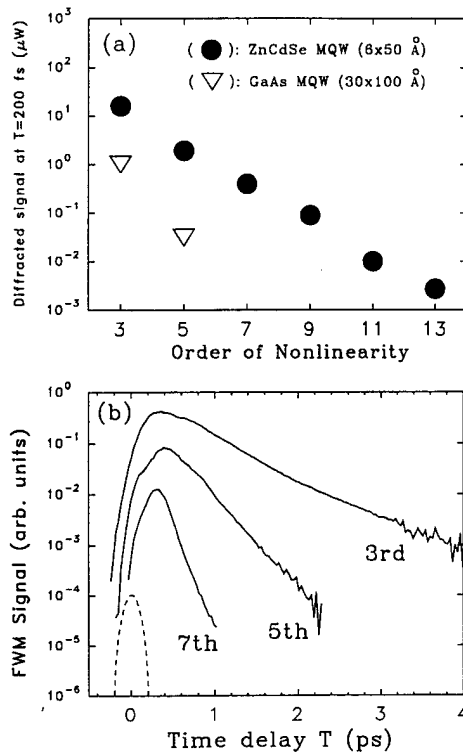 (a)
(●): ZnCdSe MQW (6x50 Å)
(▽): GaAs MQW (30x100 Å)
Diffracted signal at T=200 fs (μW)
10³
10²
10¹
10⁰
10⁻¹
10⁻²
10⁻³
3 5 7 9 11 13
Order of Nonlinearity
(b)
FWM Signal (arb. units)
10⁰
10⁻¹
10⁻²
10⁻³
10⁻⁴
10⁻⁵
10⁻⁶
3rd
5th
7th
0 1 2 3 4
Time delay T (ps)